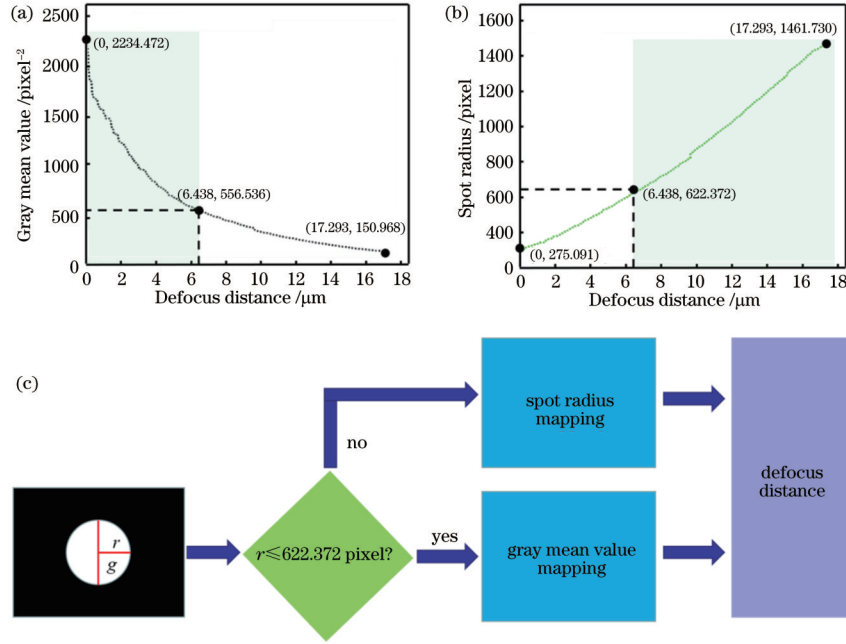 (a)
2500
2000
1500
1000
500
0
Gray mean value /pixel⁻²
(0, 2234.472)
(6.438, 556.536)
(17.293, 150.968)
0 2 4 6 8 10 12 14 16 18
Defocus distance /μm
(b)
1600
1400
1200
1000
800
600
400
200
0
Spot radius/pixel
(17.293, 1461.730)
(6.438, 622.372)
(0, 275.091)
0 2 4 6 8 10 12 14 16 18
Defocus distance /μm
(c)
r
g
r≤622.372 pixel?
no
yes
spot radius
mapping
gray mean value
mapping
defocus
distance